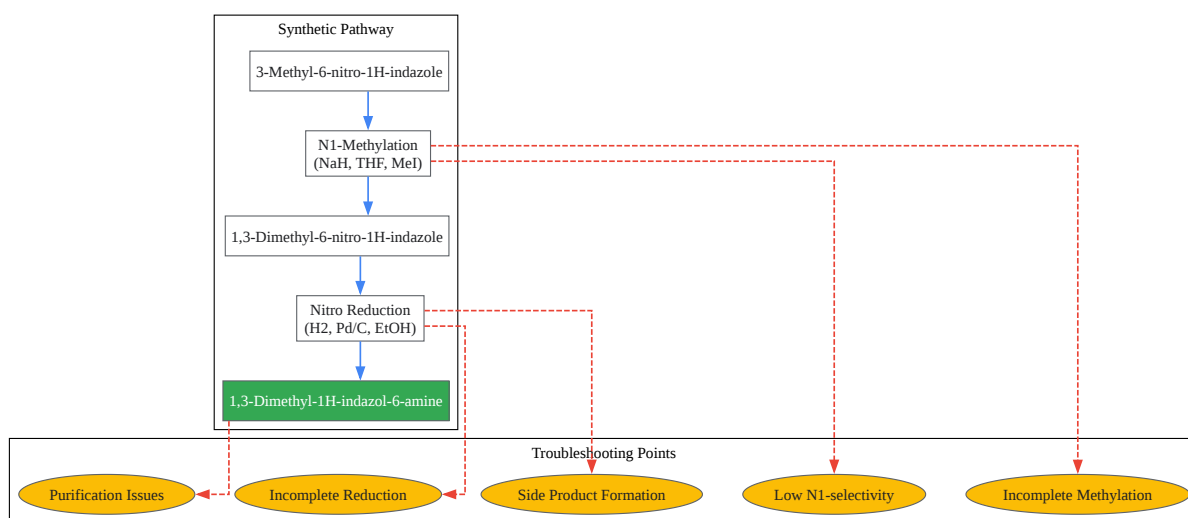 Synthetic Pathway
3-Methyl-6-nitro-1H-indazole
N1-Methylation
(NaH, THF, MeI)
1,3-Dimethyl-6-nitro-1H-indazole
Nitro Reduction
(H2, Pd/C, EtOH)
1,3-Dimethyl-1H-indazol-6-amine
Troubleshooting Points
Purification Issues
Incomplete Reduction
Side Product Formation
Low N1-selectivity
Incomplete Methylation